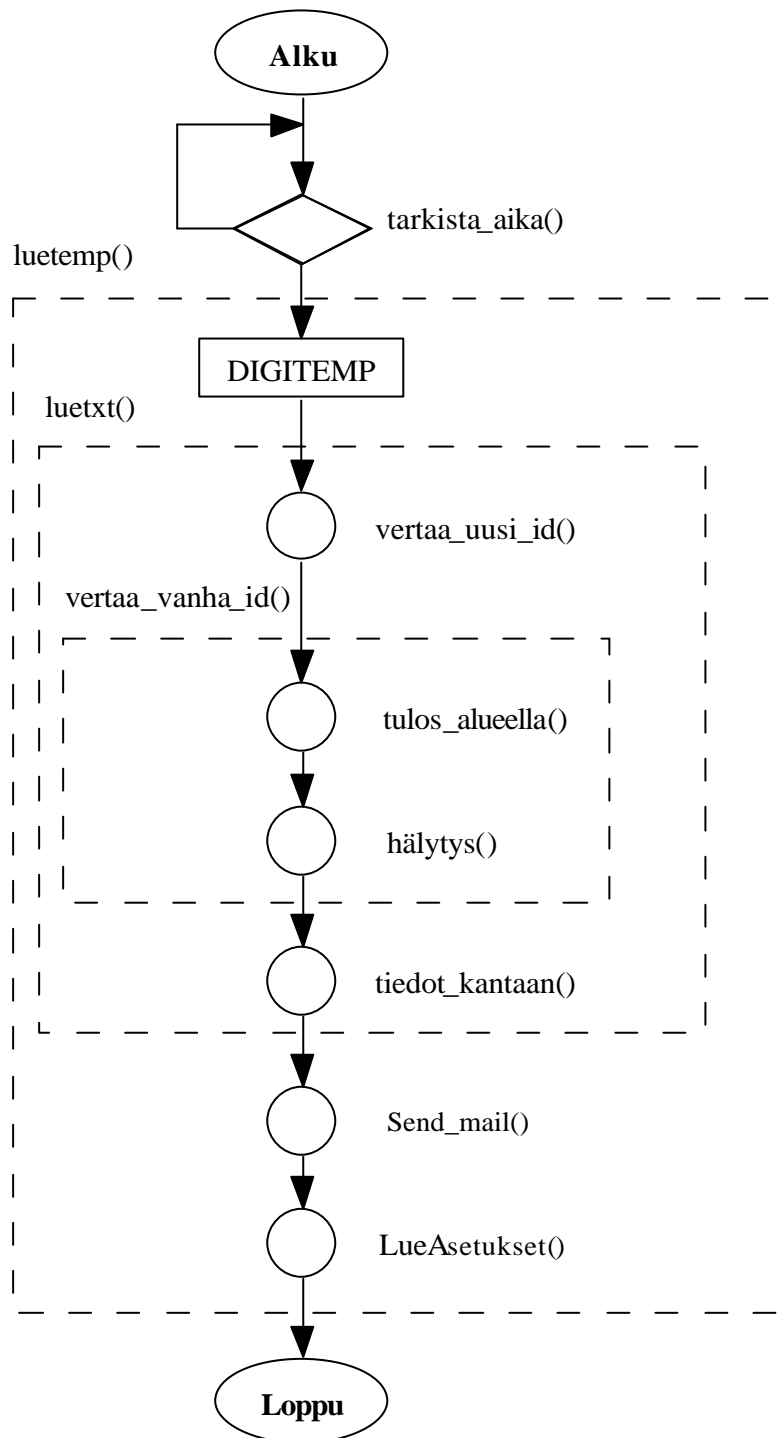 Alku
tarkista_aika()
luetemp()
DIGITEMP
luetxt()
vertaa_uusi_id()
vertaa_vanha_id()
tulos_alueella()
hälytys()
tiedot_kantaan()
Send_mail()
LueAsetukset()
Loppu